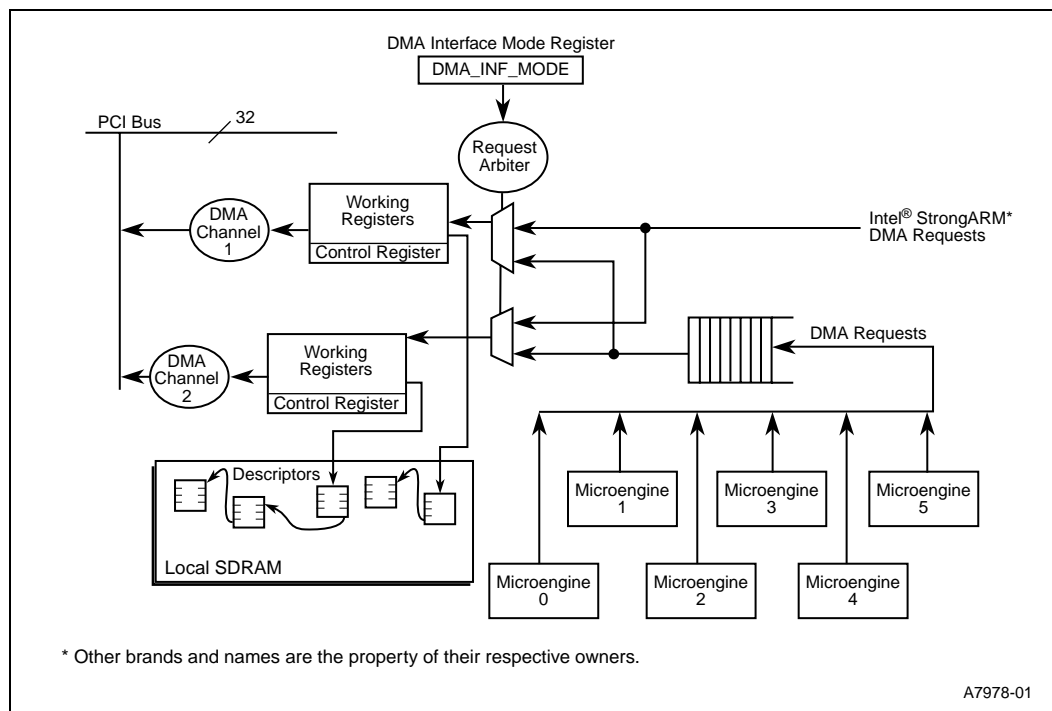 DMA Interface Mode Register
DMA_INF_MODE
PCI Bus
32
Request
Arbiter
DMA
Channel
1
Working
Registers
Control Register
Intel® StrongARM*
DMA Requests
DMA
Channel
2
Working
Registers
Control Register
DMA Requests
Descriptors
Local SDRAM
Microengine
1
Microengine
3
Microengine
5
Microengine
0
Microengine
2
Microengine
4
* Other brands and names are the property of their respective owners.
A7978-01